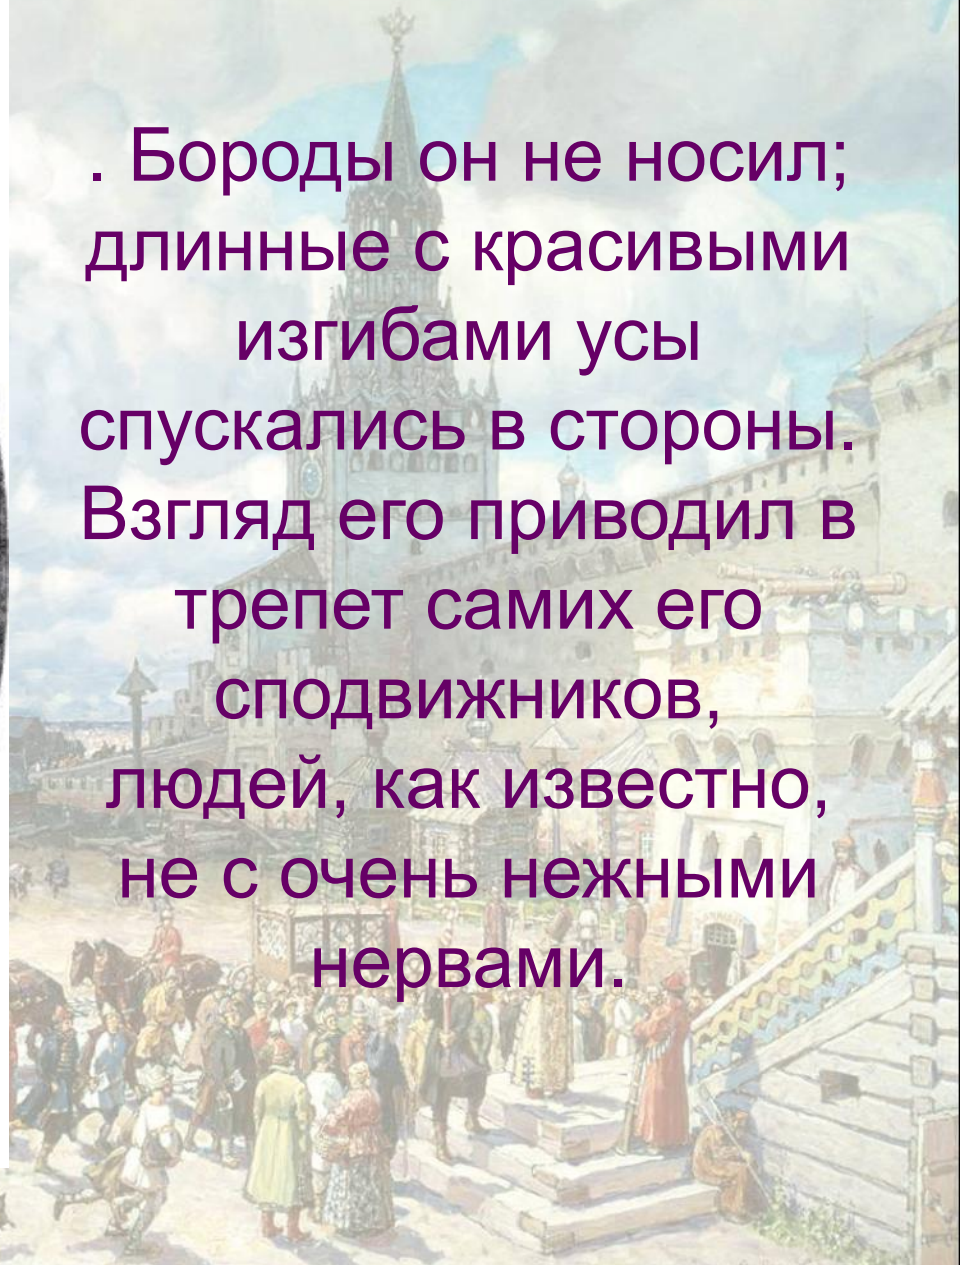 . Бороды он не носил;
длинные с красивыми
изгибами усы
спускались в стороны.
Взгляд его приводил в
трепет самих его
сподвижников,
людей, как известно,
не с очень нежными
нервами.